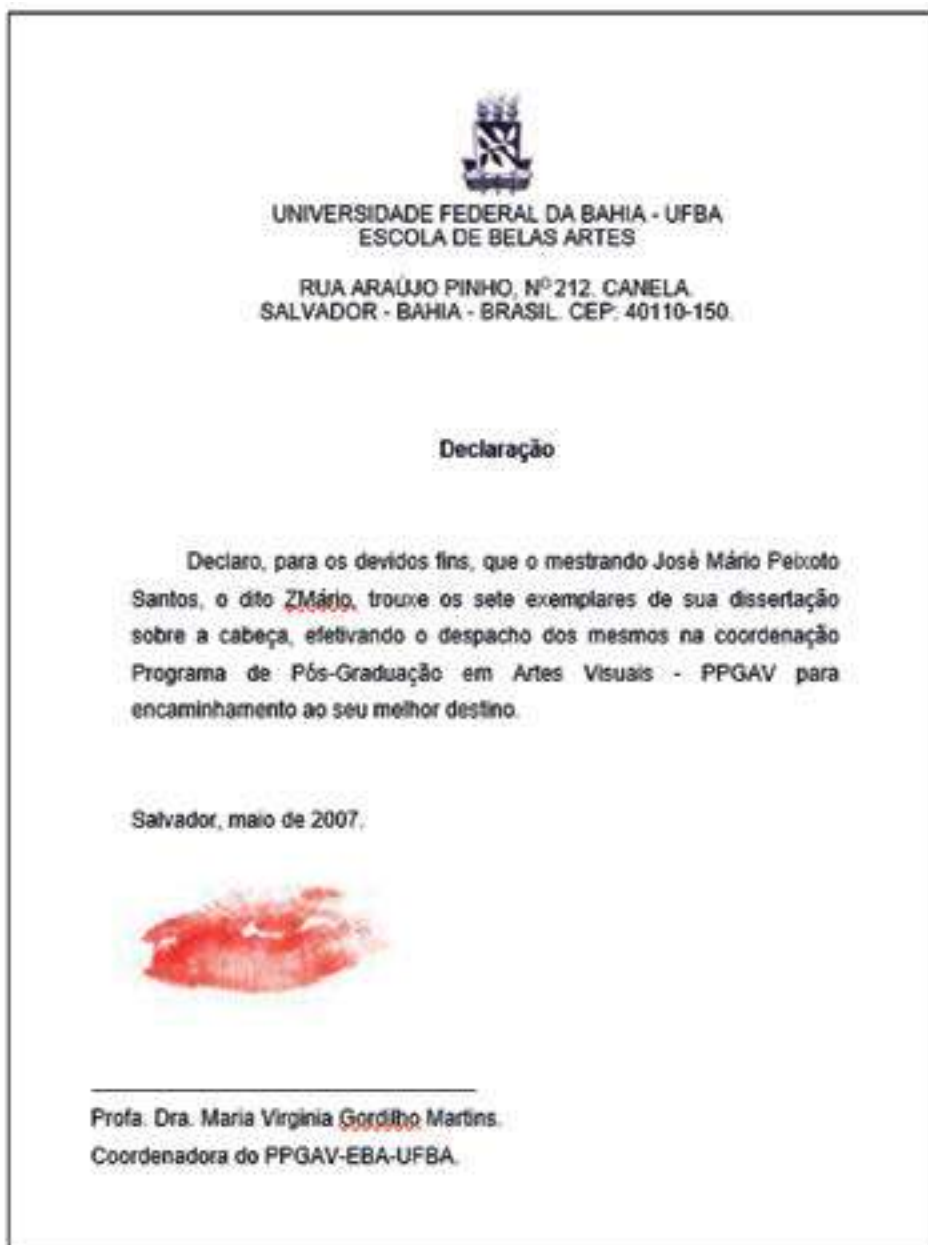 UNIVERSIDADE FEDERAL DA BAHIA - UFBA
ESCOLA DE BELAS ARTES
RUA ARAÚJO PINHO, Nº 212. CANELA.
SALVADOR - BAHIA - BRASIL. CEP: 40110-150.
Declaração
Declaro, para os devidos fins, que o mestrando José Mário Peixoto
Santos, o dito ZMário, trouxe os sete exemplares de sua dissertação
sobre a cabeça, efetivando o despacho dos mesmos na coordenação
Programa de Pós-Graduação em Artes Visuais - PPGAV para
encaminhamento ao seu melhor destino.
Salvador, maio de 2007.
Profa. Dra. Maria Virginia Gordilho Martins.
Coordenadora do PPGAV-EBA-UFBA.